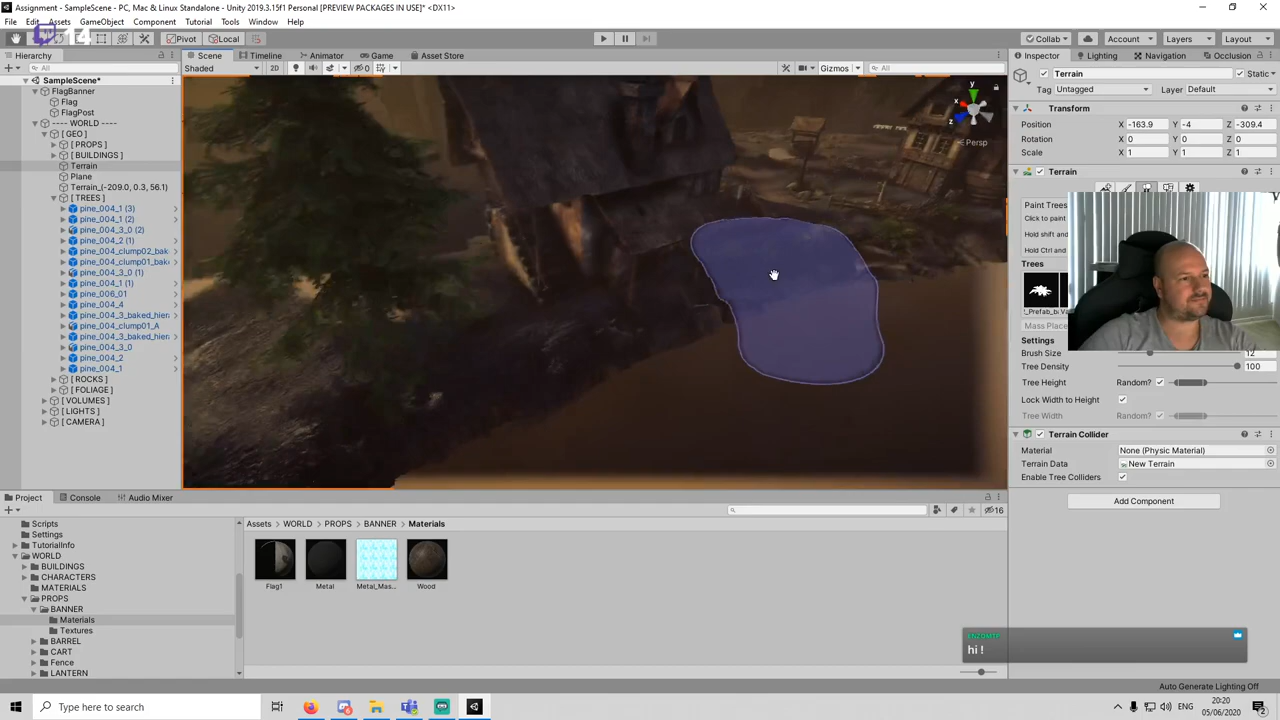 Assignment - SampleScene - PC, Mac & Linux Standalone - Unity 2019.3.15f1 Personal [PREVIEW PACKAGES IN USE]* <DX11>
File Edit Assets GameObject Component Tutorial Tools Window Help
14
Pivot Local Collab Account Layers Layout
Hierarchy Scene Timeline Animator Game Asset Store Inspector Lighting Navigation Occlusion
All Shaded 2D 0 Gizmos All
SampleScene* Terrain Static
FlagBanner Tag Untagged Layer Default
Flag Transform
FlagPost Position X -163.9 Y -4 Z -309.4
---- WORLD ---- Rotation X 0 Y 0 Z 0
[ GEO ] Scale X 1 Y 1 Z 1
[ PROPS ] y x z Persp
[ BUILDINGS ]
Terrain Terrain
Plane
Terrain_(-209.0, 0.3, 56.1)
[ TREES ] Paint Trees
pine_004_1 (3) Click to paint
pine_004_1 (2)
pine_004_3_0 (2) Hold shift and
pine_004_2 (1) Hold Ctrl and
pine_004_clump02_bak
pine_004_clump01_bak Trees
pine_004_3_0 (1)
pine_004_1 (1)
pine_006_01
pine_004_4
pine_004_3_baked_hier
pine_004_clump01_A Mass Place
pine_004_3_baked_hier Settings
pine_004_3_0 Brush Size 12
pine_004_2 Tree Density 100
pine_004_1 Tree Height Random?
[ ROCKS ] Lock Width to Height
[ FOLIAGE ] Tree Width Random?
[ VOLUMES ]
[ LIGHTS ] Terrain Collider
[ CAMERA ] Material None (Physic Material)
Terrain Data New Terrain
Enable Tree Colliders
Add Component
Project Console Audio Mixer
16
Scripts Assets WORLD PROPS BANNER Materials
Settings
TutorialInfo
WORLD
BUILDINGS
CHARACTERS
MATERIALS Flag1 Metal Metal_Mas... Wood
PROPS
BANNER
Materials
Textures
BARREL ENZOMTP
CART hi !
Fence
LANTERN
Auto Generate Lighting Off
Type here to search ENG 20:20
05/06/2020 2